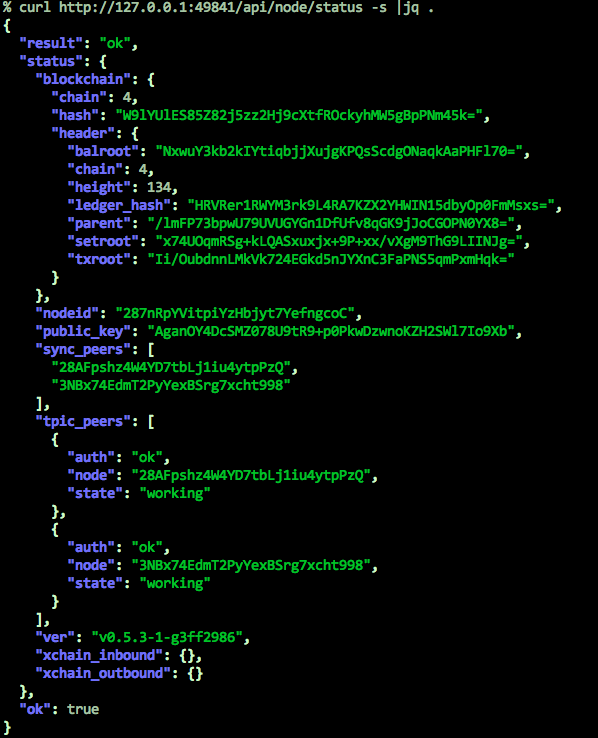 % curl http://127.0.0.1:49841/api/node/status -s |jq .
{
  "result": "ok",
  "status": {
    "blockchain": {
      "chain": 4,
      "hash": "W9lYUlES85Z82j5zz2Hj9cXtfROckyhMW5gBpPNm45k=",
      "header": {
        "balroot": "NxwuY3kb2kIYtiqbjjXujgKPQsScdgONaqkAaPHFl70=",
        "chain": 4,
        "height": 134,
        "ledger_hash": "HRVRer1RWYM3rk9L4RA7KZX2YHWIN15dbyOp0FmMsxs=",
        "parent": "/lmFP73bpwU79UVUGYGn1DfUfv8qGK9jJoCGOPN0YX8=",
        "setroot": "x74UOqmRSg+kLQASxuxjx+9P+xx/vXgM9ThG9LIINJg=",
        "txroot": "Ii/OubdnnLMkVk724EGkd5nJYXnC3FaPNS5qmPxmHqk="
      }
    },
    "nodeid": "287nRpYVitpiYzHbjyt7YefngcoC",
    "public_key": "AganOY4DcSMZ078U9tR9+p0PkwDzwnoKZH2SWl7Io9Xb",
    "sync_peers": [
      "28AFpshz4W4YD7tbLj1iu4ytpPzQ",
      "3NBx74EdmT2PyYexBSrg7xcht998"
    ],
    "tpic_peers": [
      {
        "auth": "ok",
        "node": "28AFpshz4W4YD7tbLj1iu4ytpPzQ",
        "state": "working"
      },
      {
        "auth": "ok",
        "node": "3NBx74EdmT2PyYexBSrg7xcht998",
        "state": "working"
      }
    ],
    "ver": "v0.5.3-1-g3ff2986",
    "xchain_inbound": {},
    "xchain_outbound": {}
  },
  "ok": true
}